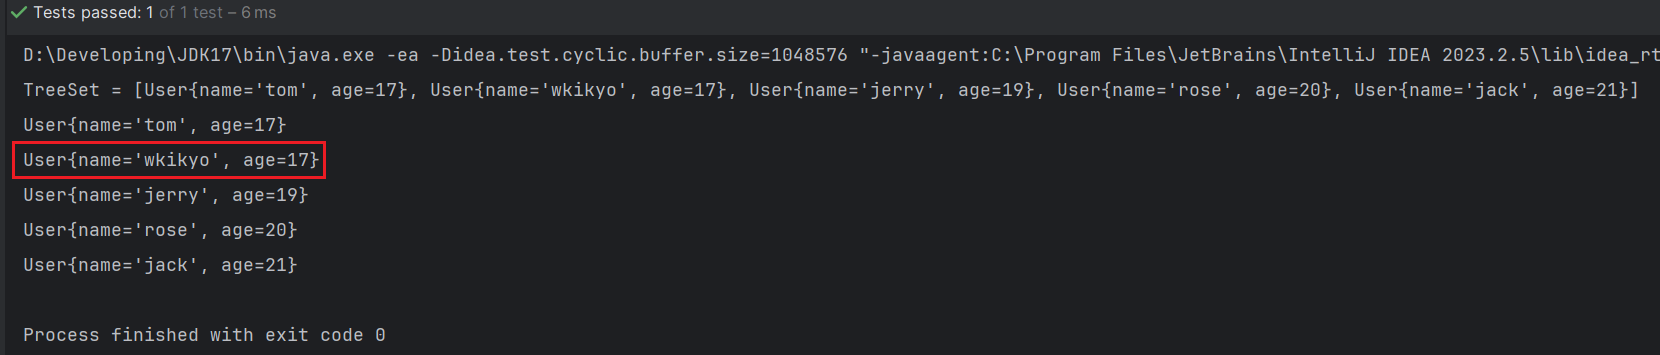 Tests passed: 1 of 1 test – 6 ms
D:\Developing\JDK17\bin\java.exe -ea -Didea.test.cyclic.buffer.size=1048576 "-javaagent:C:\Program Files\JetBrains\IntelliJ IDEA 2023.2.5\lib\idea_rt
TreeSet = [User{name='tom', age=17}, User{name='wkikyo', age=17}, User{name='jerry', age=19}, User{name='rose', age=20}, User{name='jack', age=21}]
User{name='tom', age=17}
User{name='wkikyo', age=17}
User{name='jerry', age=19}
User{name='rose', age=20}
User{name='jack', age=21}
Process finished with exit code 0